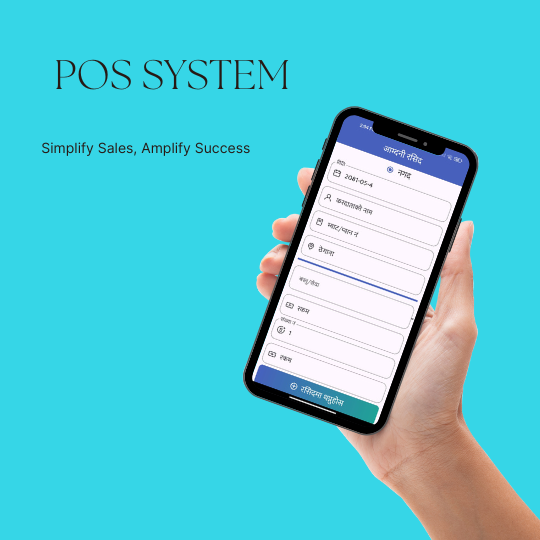 POS SYSTEM
Simplify Sales, Amplify Success
आम्दनी रसिद
नगद
मिति
2081-05-4
करदाताको नाम
भ्याट/प्यान नं
ठेगाना
वस्तु/सेवा
रकम
1
रकम
रसिदमा थप्नुहोस